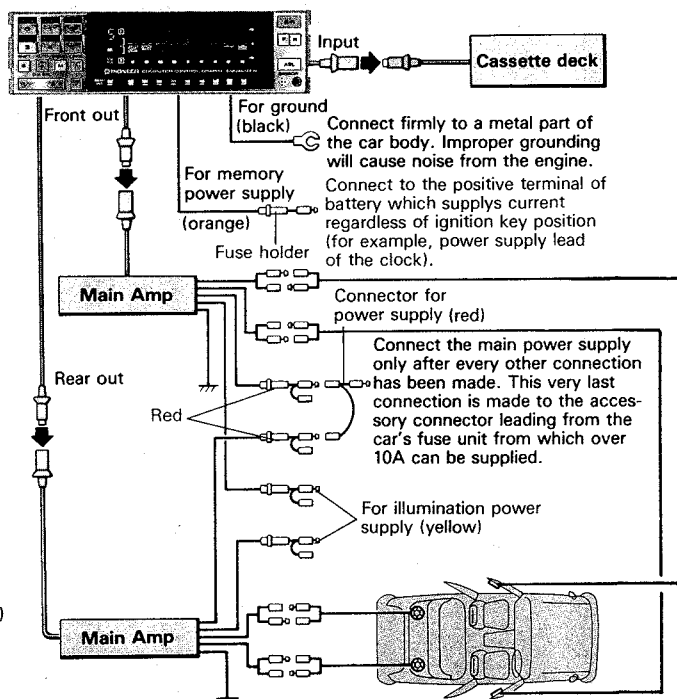 PIONEER
Input
Cassette deck
Front out
For ground
(black)
Connect firmly to a metal part of
the car body. Improper grounding
will cause noise from the engine.
For memory
power supply
(orange)
Connect to the positive terminal of
battery which supplys current
regardless of ignition key position
(for example, power supply lead
of the clock).
Fuse holder
Main Amp
Connector for
power supply (red)
Connect the main power supply
only after every other connection
has been made. This very last
connection is made to the acces-
sory connector leading from the
car's fuse unit from which over
10A can be supplied.
Rear out
Red
For illumination power
supply (yellow)
)
Main Amp